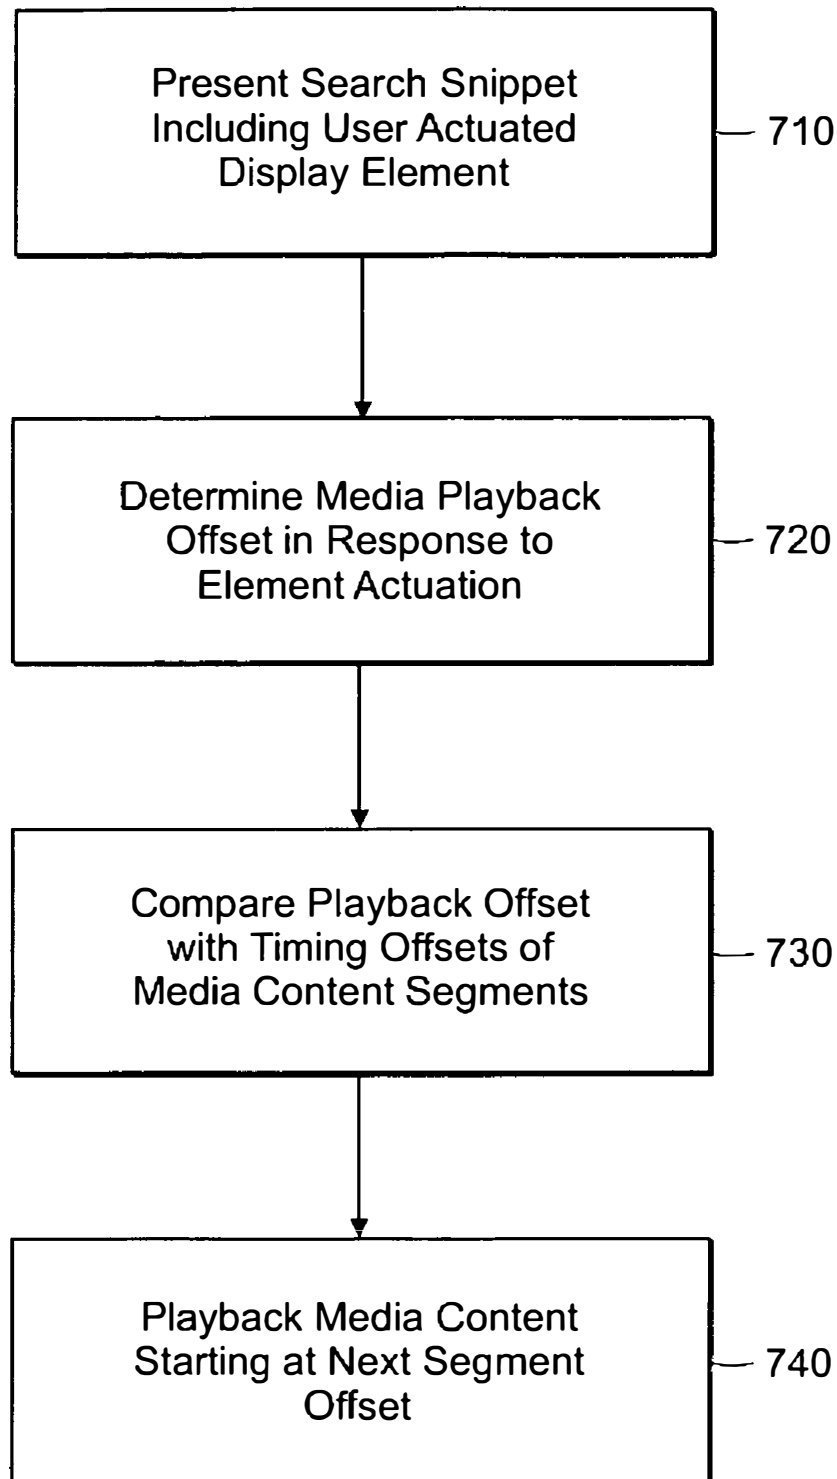 Present Search Snippet
Including User Actuated
Display Element
710
Determine Media Playback
Offset in Response to
Element Actuation
720
Compare Playback Offset
with Timing Offsets of
Media Content Segments
730
Playback Media Content
Starting at Next Segment
Offset
740